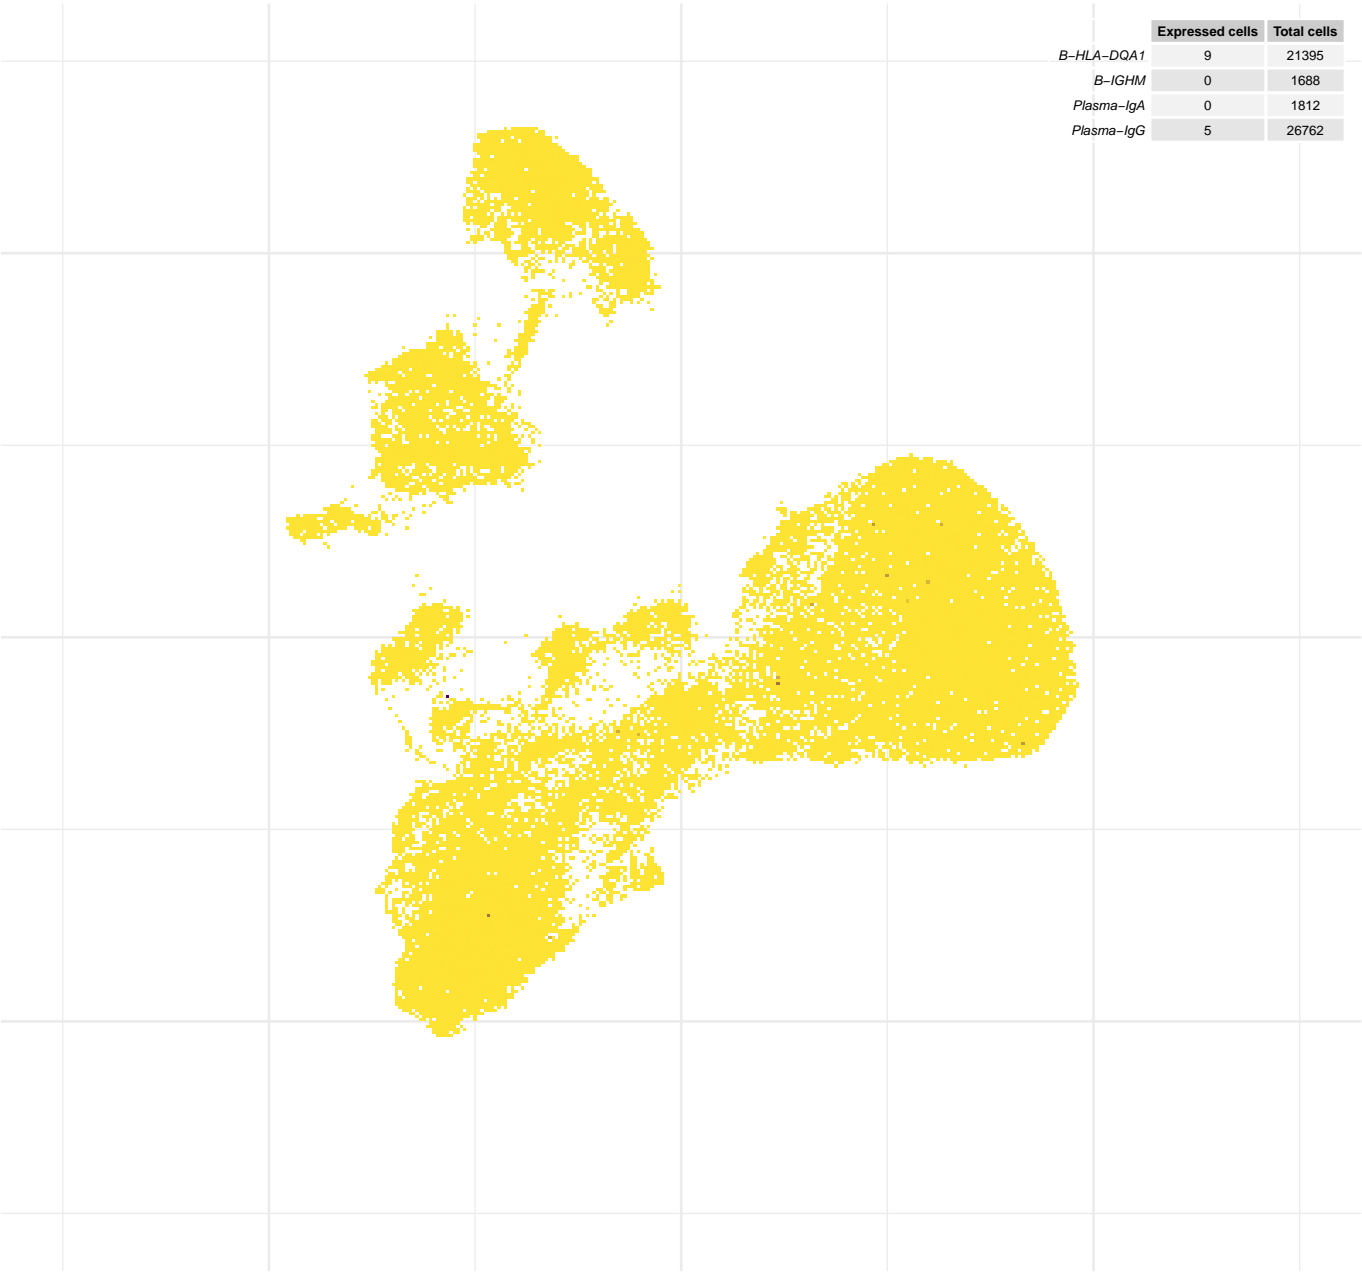 Expressed cells Total cells
B−HLA−DQA1 9 21395
B−IGHM 0 1688
Plasma−IgA 0 1812
Plasma−IgG 5 26762